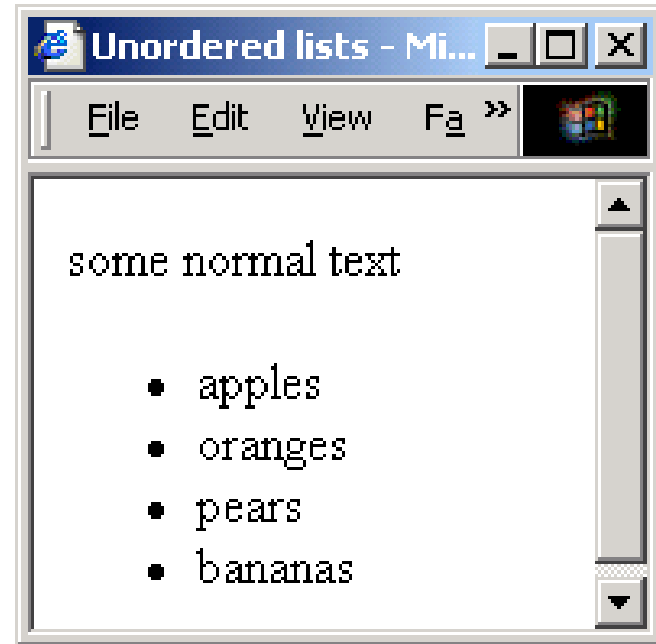 Unordered lists - Mi...
File Edit View Fa »
some normal text
• apples
• oranges
• pears
• bananas